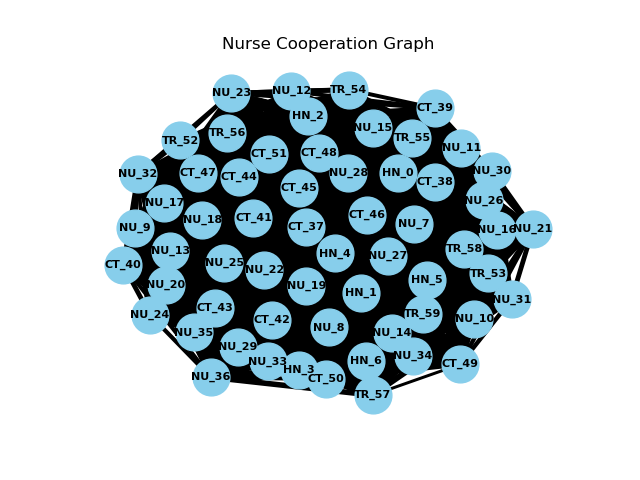 Nurse Cooperation Graph
NU_23
NU_12
TR_54
CT_39
HN_2
NU_15
TR_56
TR_55
TR_52
NU_11
CT_51
CT_48
NU_32
CT_47
CT_44
NU_28
HN_0
CT_38
NU_30
CT_45
NU_17
NU_26
NU_18
CT_41
CT_46
NU_7
NU_9
CT_37
NU_16
NU_21
NU_13
HN_4
NU_27
TR_58
CT_40
NU_25
NU_22
TR_53
NU_20
NU_19
HN_1
HN_5
NU_31
NU_24
CT_43
CT_42
TR_59
NU_10
NU_35
NU_8
NU_14
NU_29
NU_33
HN_3
HN_6
NU_34
CT_49
NU_36
CT_50
TR_57